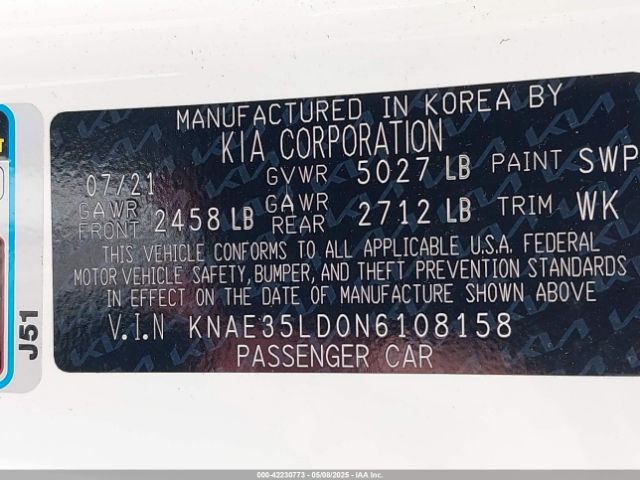 MANUFACTURED IN KOREA BY
KIA CORPORATION
07/21 GVWR 5027 LB PAINT SWP
GAWR FRONT 2458 LB GAWR REAR 2712 LB TRIM WK
THIS VEHICLE CONFORMS TO ALL APPLICABLE U.S.A. FEDERAL
MOTOR VEHICLE SAFETY, BUMPER, AND THEFT PREVENTION STANDARDS
IN EFFECT ON THE DATE OF MANUFACTURE SHOWN ABOVE
V.I.N KNAE35LD0N6108158
PASSENGER CAR
J51
000-42230773 - 05/08/2025 - IAAI, Inc.